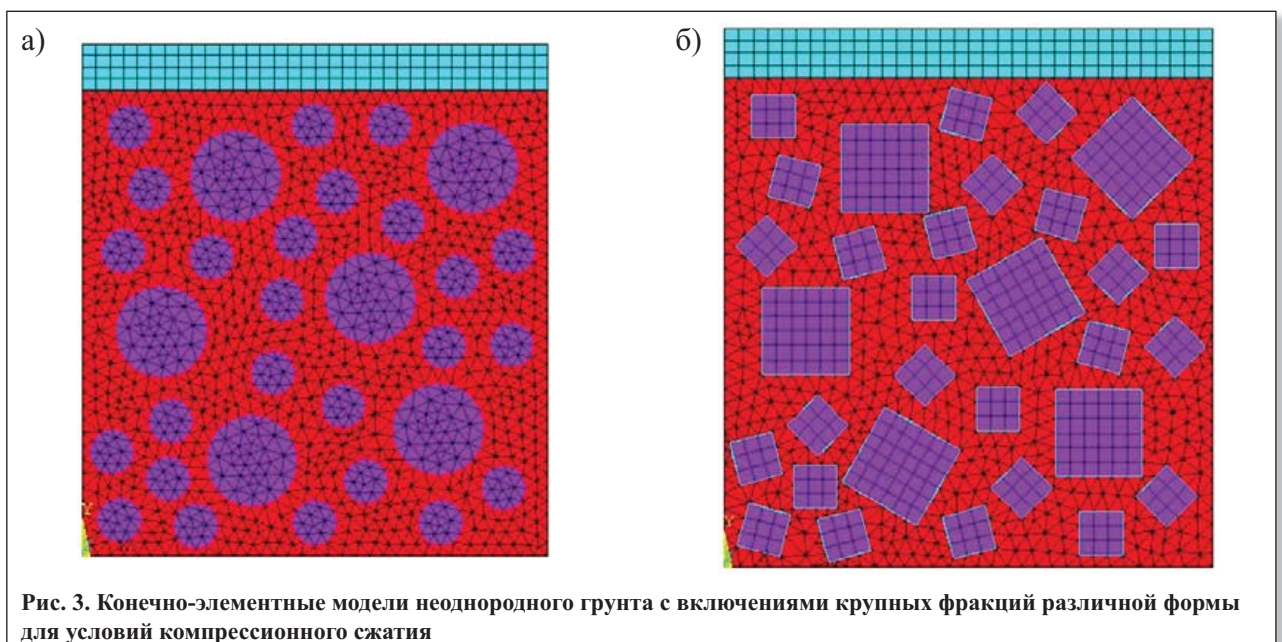 а)
б)
Y
Y
Рис. 3. Конечно-элементные модели неоднородного грунта с включениями крупных фракций различной формы
для условий компрессионного сжатия